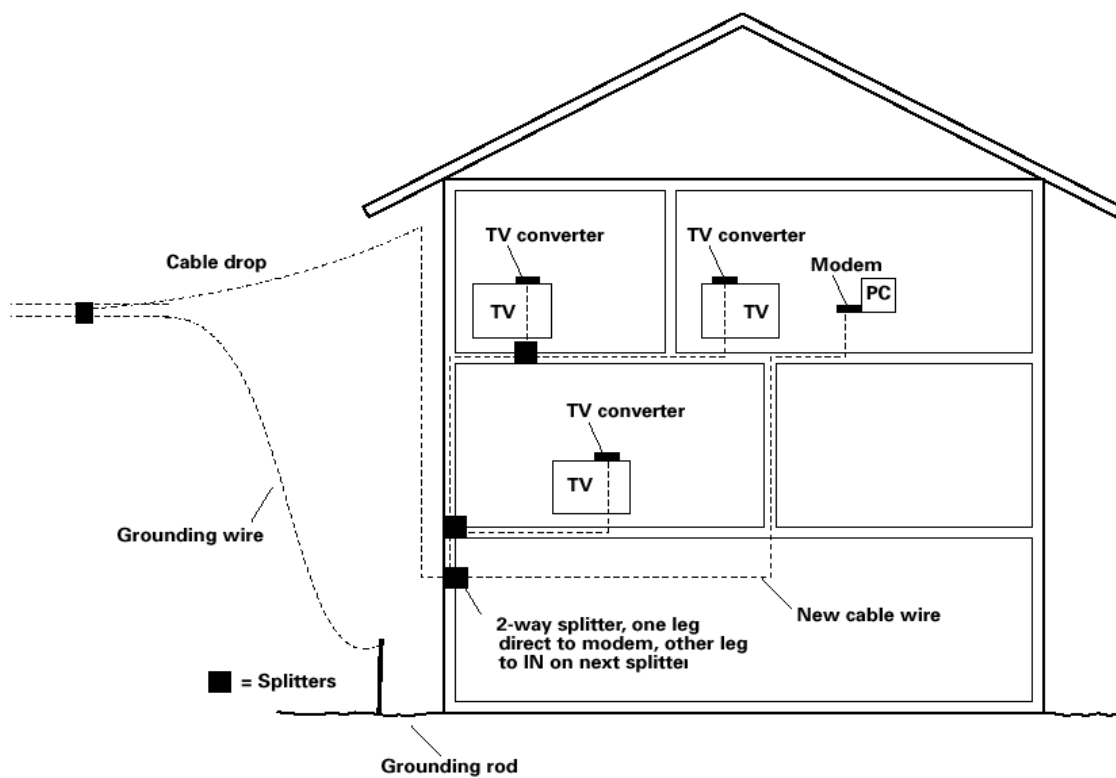 TV converter
TV converter
Cable drop
Modem
PC
TV
TV
TV converter
TV
Grounding wire
New cable wire
2-way splitter, one leg
direct to modem, other leg
to IN on next splitter
= Splitters
Grounding rod